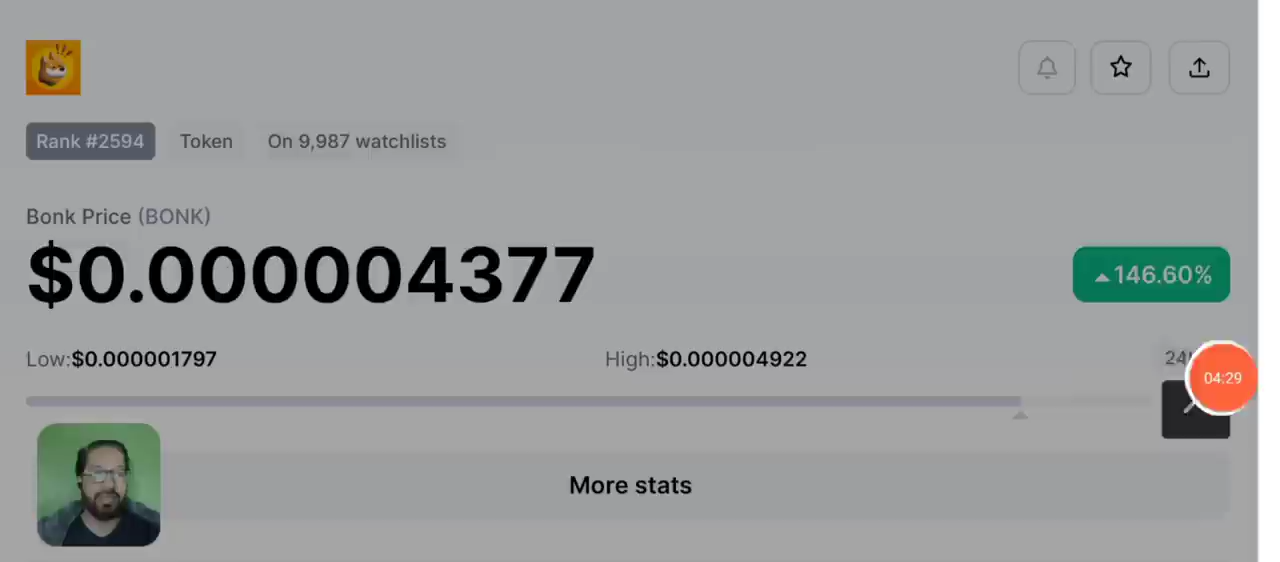 Rank #2594 Token On 9,987 watchlists
Bonk Price (BONK)
$0.000004377 146.60%
Low:$0.000001797 High:$0.000004922 24
04:29
More stats